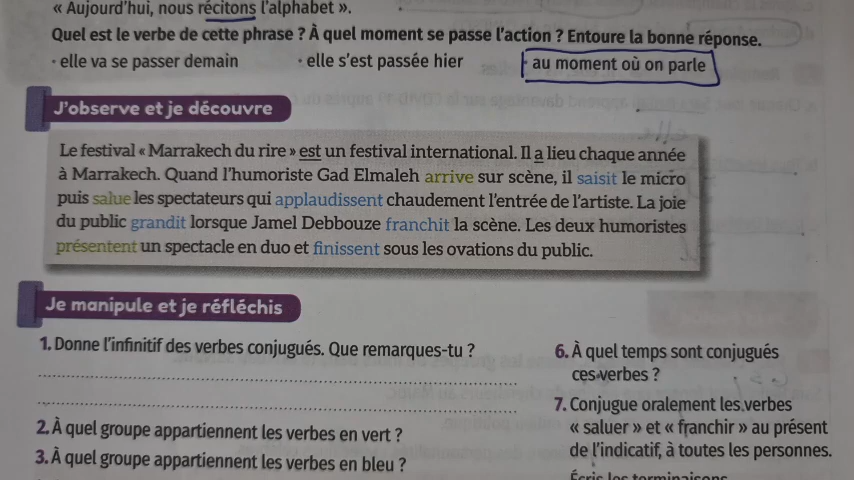 « Aujourd'hui, nous récitons l'alphabet ».
Quel est le verbe de cette phrase ? À quel moment se passe l'action ? Entoure la bonne réponse.
· elle va se passer demain · elle s'est passée hier · au moment où on parle
J'observe et je découvre
Le festival « Marrakech du rire » est un festival international. Il a lieu chaque année
à Marrakech. Quand l'humoriste Gad Elmaleh arrive sur scène, il saisit le micro
puis salue les spectateurs qui applaudissent chaudement l'entrée de l'artiste. La joie
du public grandit lorsque Jamel Debbouze franchit la scène. Les deux humoristes
présentent un spectacle en duo et finissent sous les ovations du public.
Je manipule et je réfléchis
1. Donne l'infinitif des verbes conjugués. Que remarques-tu ?
2. À quel groupe appartiennent les verbes en vert ?
3. À quel groupe appartiennent les verbes en bleu ?
6. À quel temps sont conjugués
ces verbes ?
7. Conjugue oralement les verbes
« saluer » et « franchir » au présent
de l'indicatif, à toutes les personnes.
Écris les terminaisons